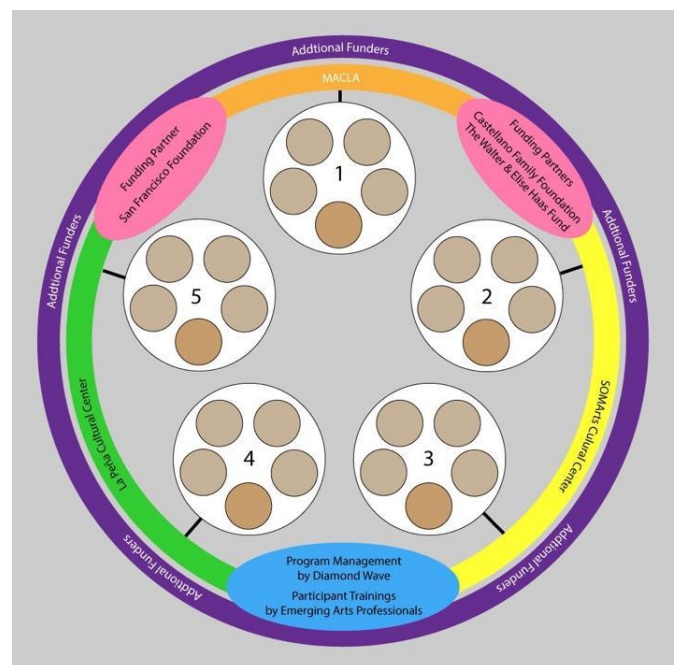 Addtional Funders
MACLA
Funding Partner
San Francisco Foundation
Funding Partners
Castellano Family Foundation
The Walter & Elise Haas Fund
Addtional Funders
Addtional Funders
1
5
2
La Peña Cultural Center
SOMArts Cultural Center
4
3
Addtional Funders
Addtional Funders
Program Management
by Diamond Wave
Participant Trainings
by Emerging Arts Professionals